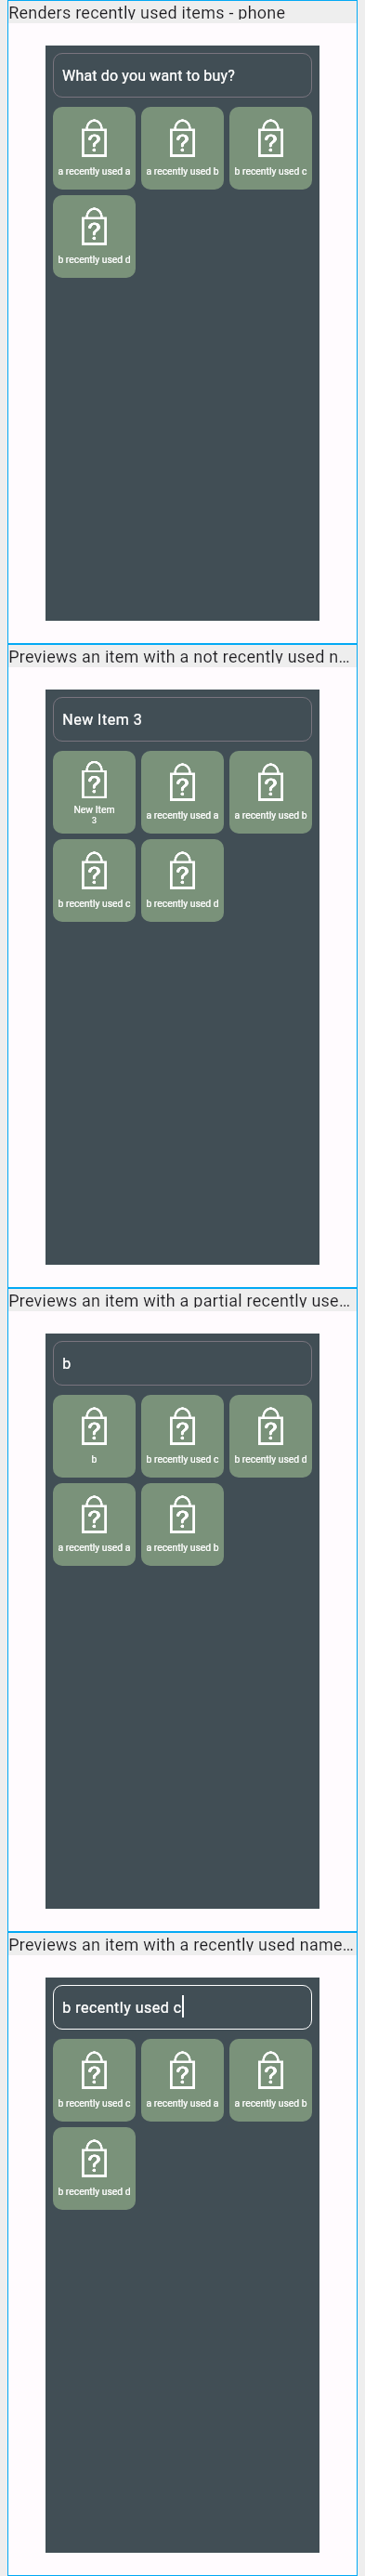 Renders recently used items - phone
What do you want to buy?
a recently used a
a recently used b
b recently used c
b recently used d
Previews an item with a not recently used n...
New Item 3
New Item
3
a recently used a
a recently used b
b recently used c
b recently used d
Previews an item with a partial recently use...
b
b
b recently used c
b recently used d
a recently used a
a recently used b
Previews an item with a recently used name...
b recently used c
b recently used c
a recently used a
a recently used b
b recently used d